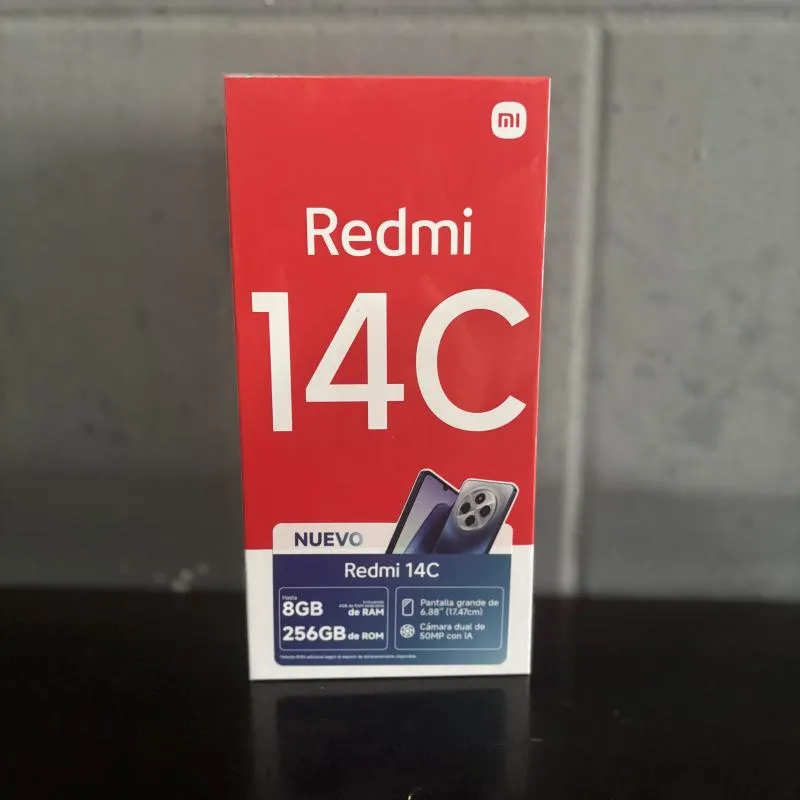 mi
Redmi
14C
NUEVO
Redmi 14C
Hasta
8GB
de RAM
256GB de ROM
Pantalla grande de
6.88" (17.47cm)
Cámara dual de
50MP con IA